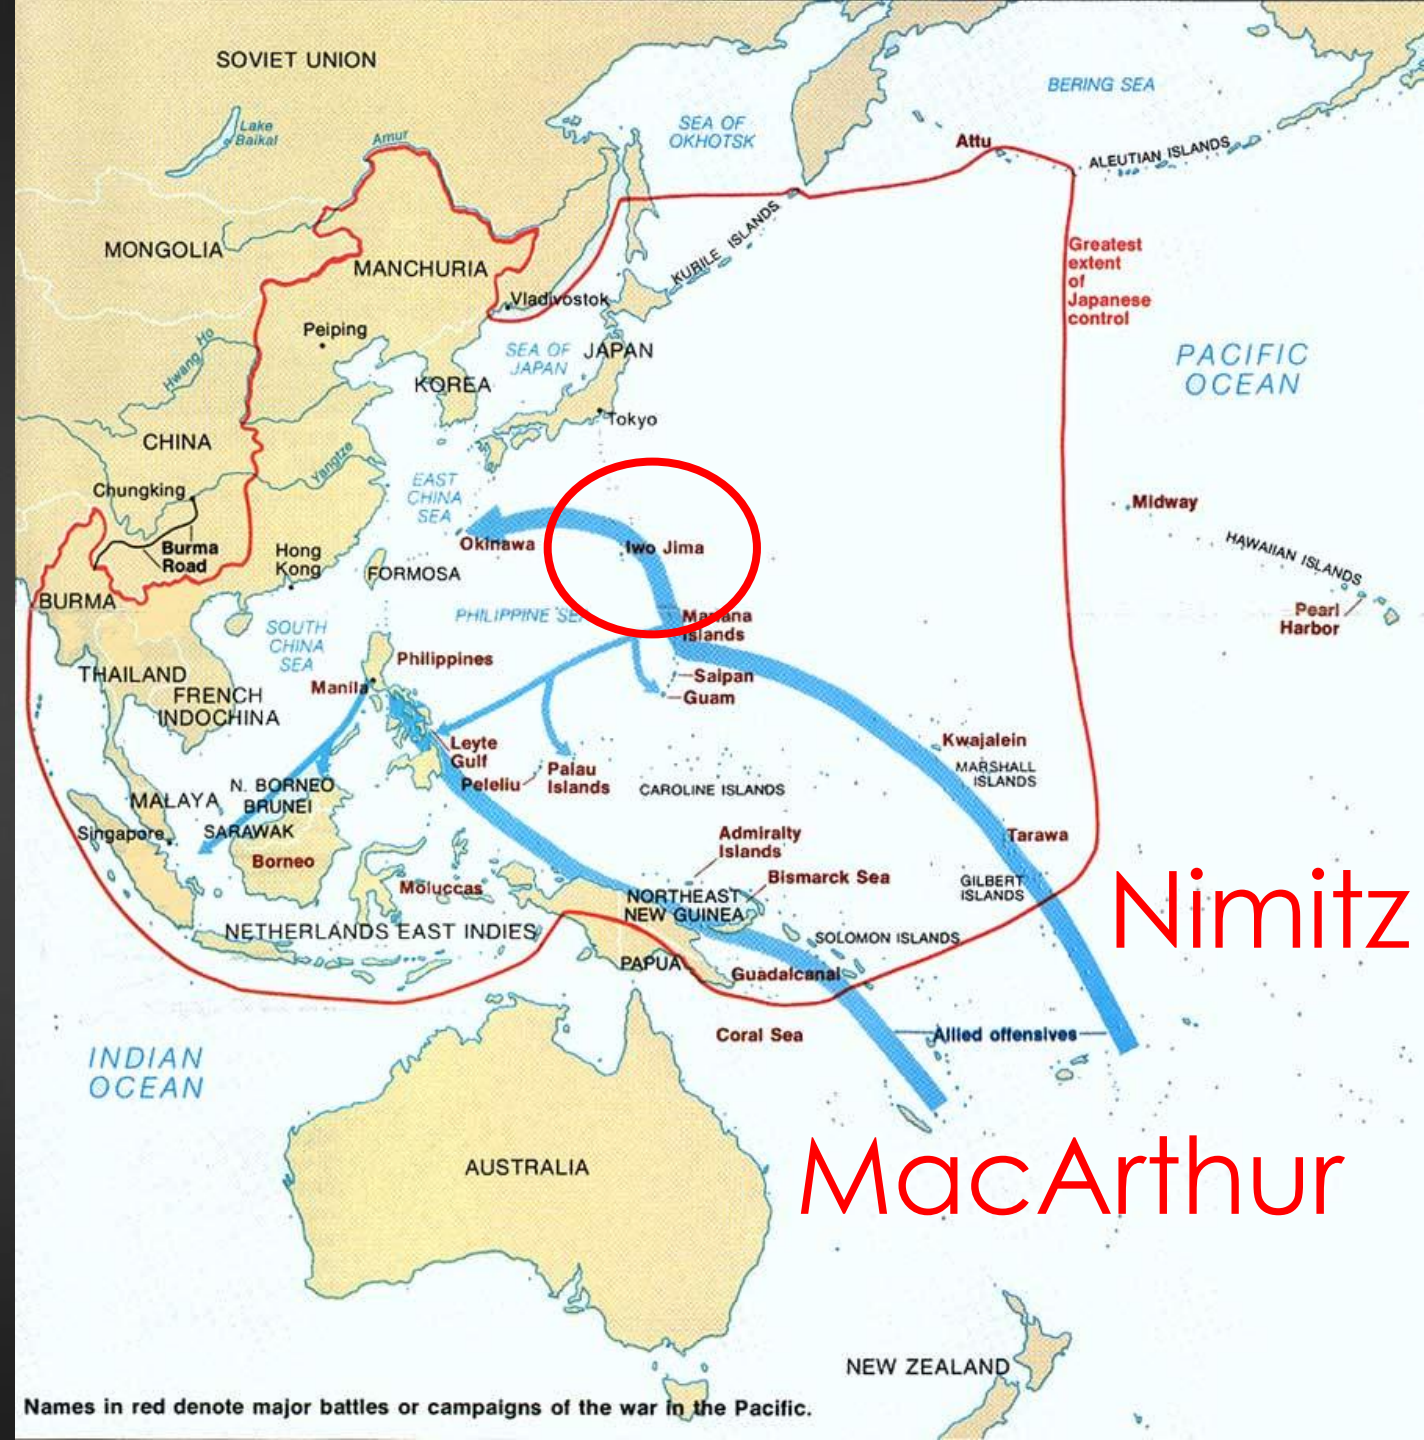 SOVIET UNION
BERING SEA
Lake
Baikal
Amur
SEA OF
OKHOTSK
Attu
ALEUTIAN ISLANDS
MONGOLIA
MANCHURIA
KURILE ISLANDS
Greatest
extent
of
Japanese
control
Vladivostok
Peiping
Hwang Ho
SEA OF
JAPAN
JAPAN
PACIFIC
OCEAN
KOREA
Tokyo
CHINA
Yangtze
Chungking
EAST
CHINA
SEA
Midway
Burma
Road
Hong
Kong
Okinawa
Iwo Jima
HAWAIIAN ISLANDS
FORMOSA
BURMA
PHILIPPINE SEA
Mariana
Islands
Pearl
Harbor
SOUTH
CHINA
SEA
THAILAND
Philippines
Manila
Saipan
Guam
FRENCH
INDOCHINA
Leyte
Gulf
Kwajalein
MARSHALL
ISLANDS
Peleliu
Palau
Islands
CAROLINE ISLANDS
N. BORNEO
BRUNEI
MALAYA
Singapore
SARAWAK
Borneo
Admiralty
Islands
Tarawa
Moluccas
Bismarck Sea
GILBERT
ISLANDS
NORTHEAST
NEW GUINEA
Nimitz
NETHERLANDS EAST INDIES
SOLOMON ISLANDS
PAPUA
Guadalcanal
Coral Sea
Allied offensives
INDIAN
OCEAN
AUSTRALIA
MacArthur
NEW ZEALAND
Names in red denote major battles or campaigns of the war in the Pacific.